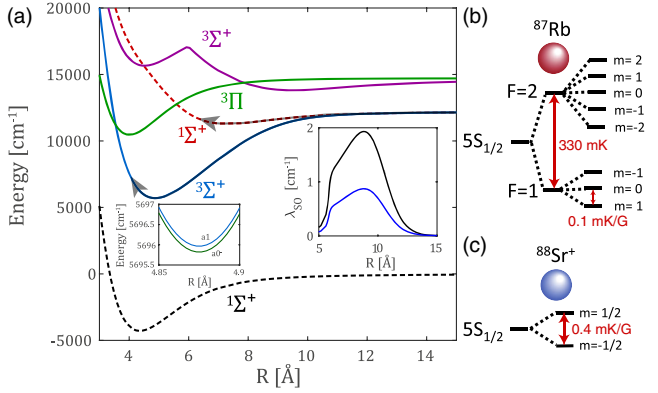 (a)
Energy [cm⁻¹]
20000
15000
10000
5000
0
-5000
4
6
8
10
12
14
R [Å]
³Σ⁺
³Π
¹Σ⁺
³Σ⁺
¹Σ⁺
Energy [cm⁻¹]
5697
5696
5695.5
4.85
4.9
R [Å]
a1
a0⁻
λSO [cm⁻¹]
2
1
0
5
10
15
R [Å]
(b)
⁸⁷Rb
F=2
m= 2
m= 1
m= 0
m=-1
m=-2
5S₁/₂
330 mK
F=1
m=-1
m= 0
m= 1
0.1 mK/G
(c)
⁸⁸Sr⁺
5S₁/₂
m= 1/2
0.4 mK/G
m=-1/2